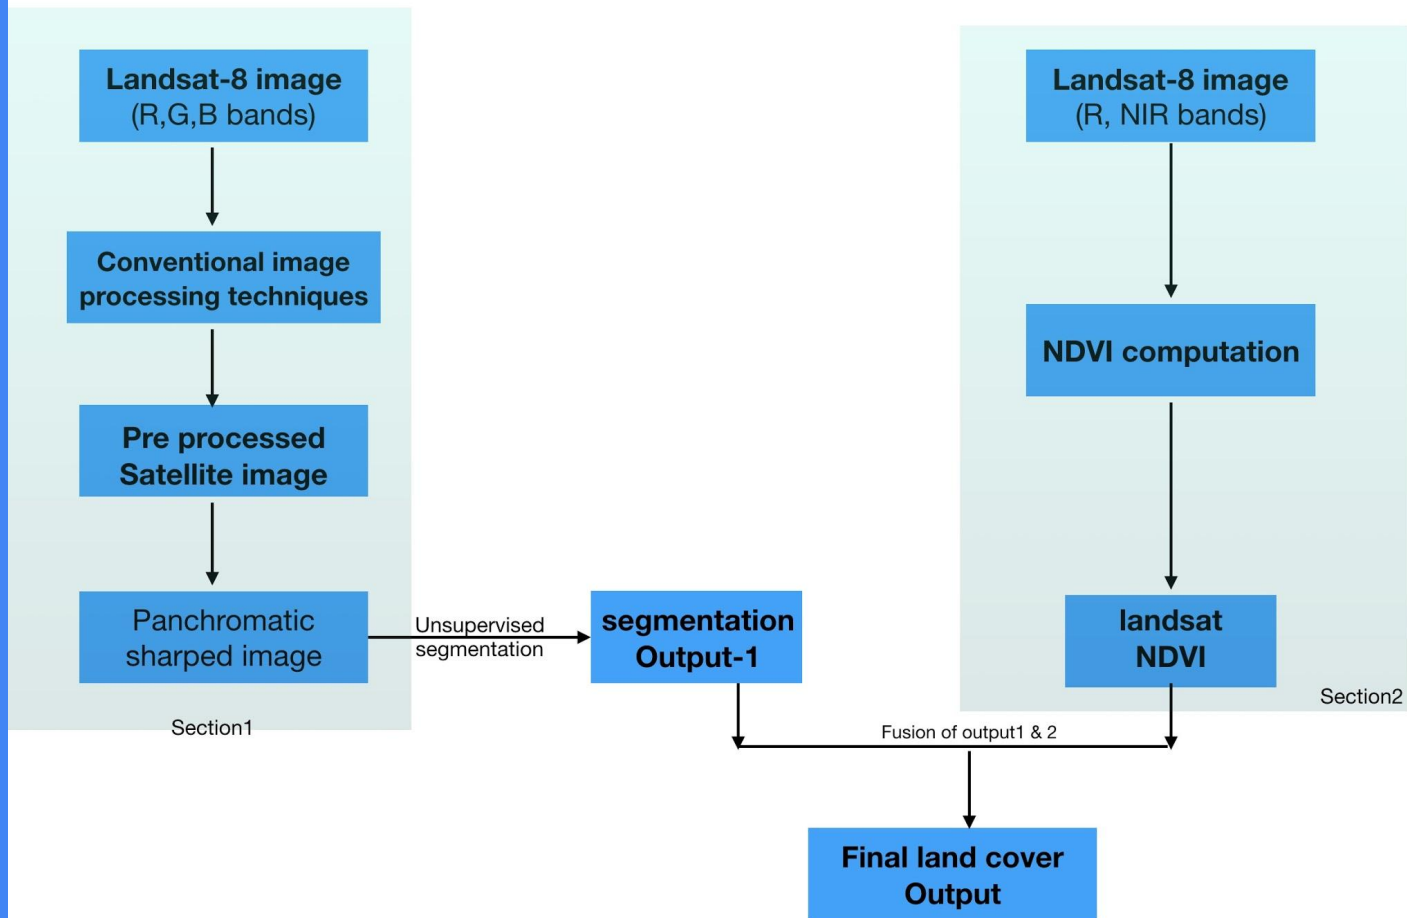 Landsat-8 image
(R,G,B bands)
Conventional image
processing techniques
Pre processed
Satellite image
Panchromatic
sharped image
Section1
Unsupervised
segmentation
segmentation
Output-1
Landsat-8 image
(R, NIR bands)
NDVI computation
landsat
NDVI
Section2
Fusion of output1 & 2
Final land cover
Output